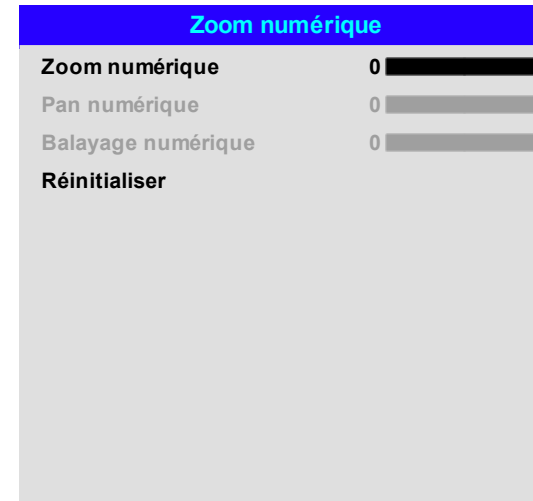 Zoom numérique
Zoom numérique 0
Pan numérique 0
Balayage numérique 0
Réinitialiser